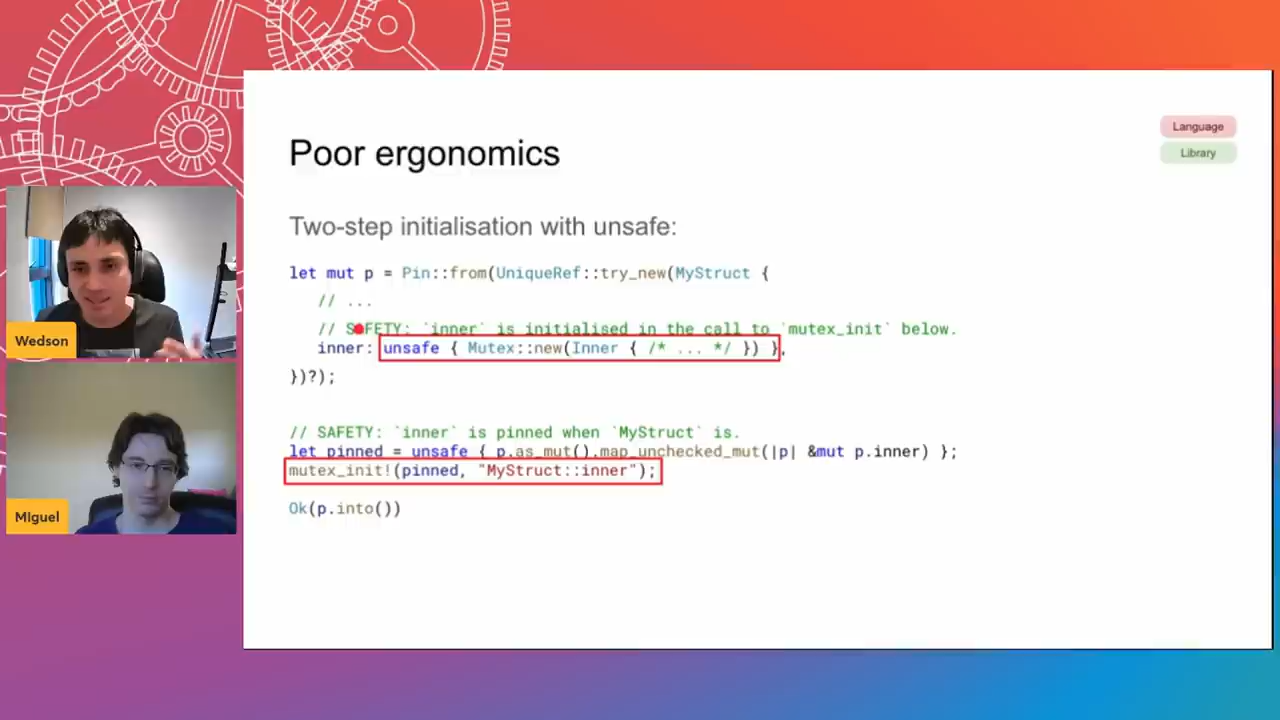 Poor ergonomics
Language
Library
Two-step initialisation with unsafe:
let mut p = Pin::from(UniqueRef::try_new(MyStruct {
// ...
// SAFETY: `inner` is initialised in the call to `mutex_init` below.
inner: unsafe { Mutex::new(Inner { /* ... */ }) },
})?);
// SAFETY: `inner` is pinned when `MyStruct` is.
let pinned = unsafe { p.as_mut().map_unchecked_mut(|p| &mut p.inner) };
mutex_init!(pinned, "MyStruct::inner");
Ok(p.into())
Wedson
MIguel